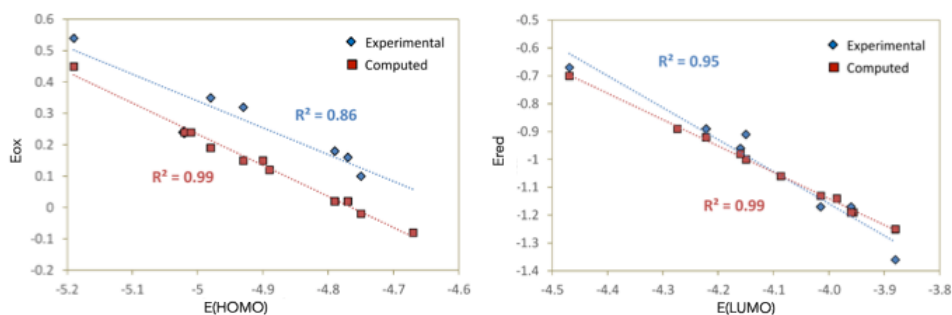 0.6
0.5
0.4
0.3
0.2
0.1
0
-0.1
-0.2
Eox
-5.2
-5.1
-5
-4.9
-4.8
-4.7
-4.6
E(HOMO)
Experimental
Computed
R² = 0.86
R² = 0.99
-0.5
-0.6
-0.7
-0.8
-0.9
-1
-1.1
-1.2
-1.3
-1.4
Ered
-4.5
-4.4
-4.3
-4.2
-4.1
-4.0
-3.9
-3.8
E(LUMO)
Experimental
Computed
R² = 0.95
R² = 0.99